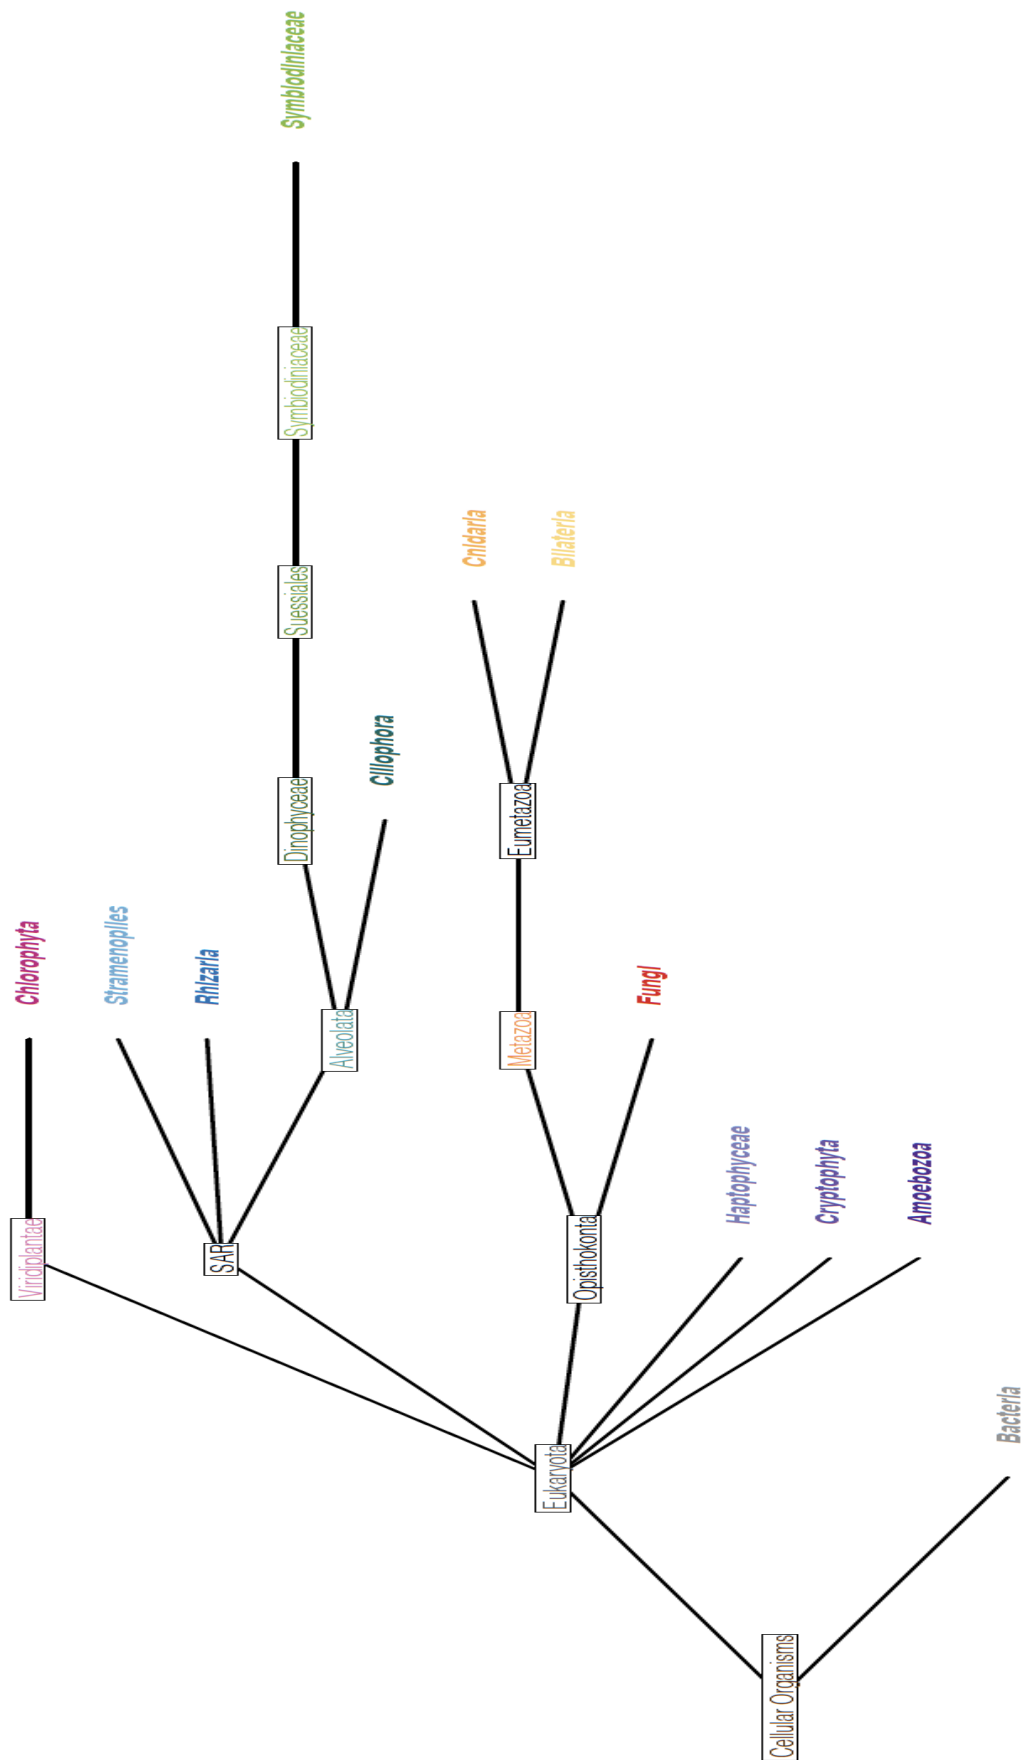 Symbiodiniaceae
Symbiodiniaceae
Suessiales
Dinophyceae
Ciliophora
Cnidaria
Bilateria
Eumetazoa
Chlorophyta
Stramenopiles
Rhizaria
Alveolata
Metazoa
Fungi
Viridiplantae
SAR
Opisthokonta
Haptophyceae
Cryptophyta
Amoebozoa
Eukaryota
Bacteria
Cellular Organisms